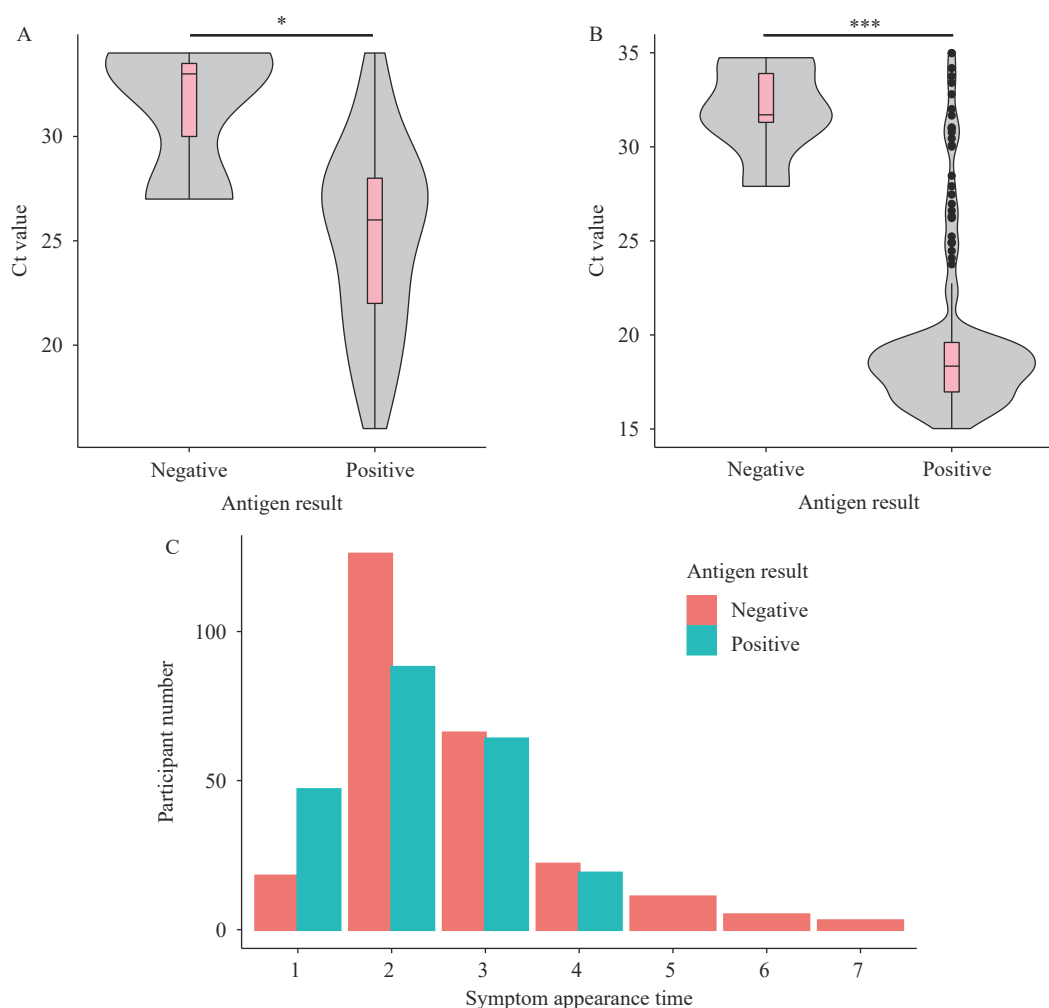 A
*
30
25
20
Ct value
Negative
Positive
Antigen result
B
***
35
30
25
20
15
Ct value
Negative
Positive
Antigen result
C
100
50
0
Participant number
Antigen result
Negative
Positive
1 2 3 4 5 6 7
Symptom appearance time